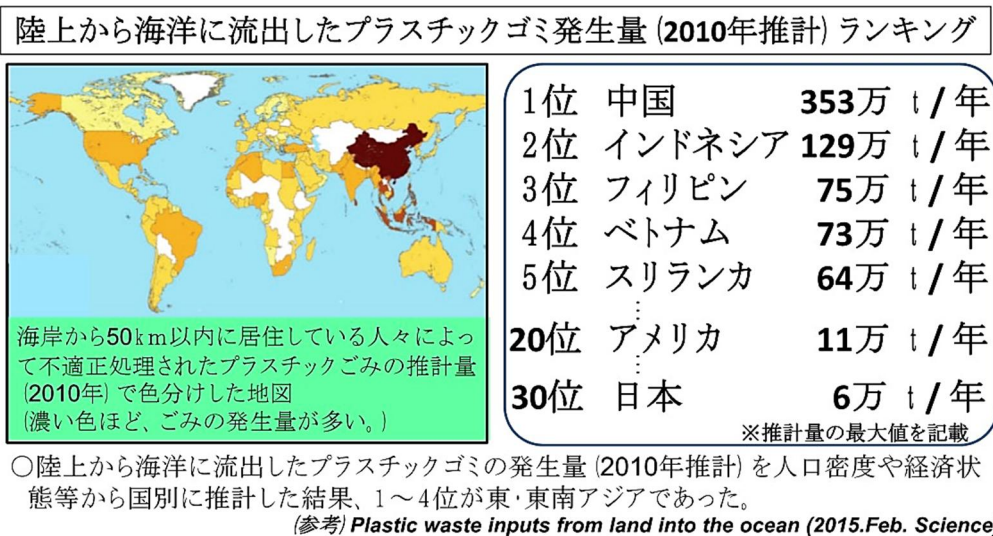 陸上から海洋に流出したプラスチックゴミ発生量(2010年推計)ランキング
海岸から50km以内に居住している人々によっ
て不適正処理されたプラスチックごみの推計量
(2010年)で色分けした地図
(濃い色ほど、ごみの発生量が多い。)
1位 中国 353万 t/年
2位 インドネシア 129万 t/年
3位 フィリピン 75万 t/年
4位 ベトナム 73万 t/年
5位 スリランカ 64万 t/年
20位 アメリカ 11万 t/年
30位 日本 6万 t/年
※推計量の最大値を記載
○陸上から海洋に流出したプラスチックゴミの発生量(2010年推計)を人口密度や経済状
態等から国別に推計した結果、1~4位が東・東南アジアであった。
(参考) Plastic waste inputs from land into the ocean (2015.Feb. Science